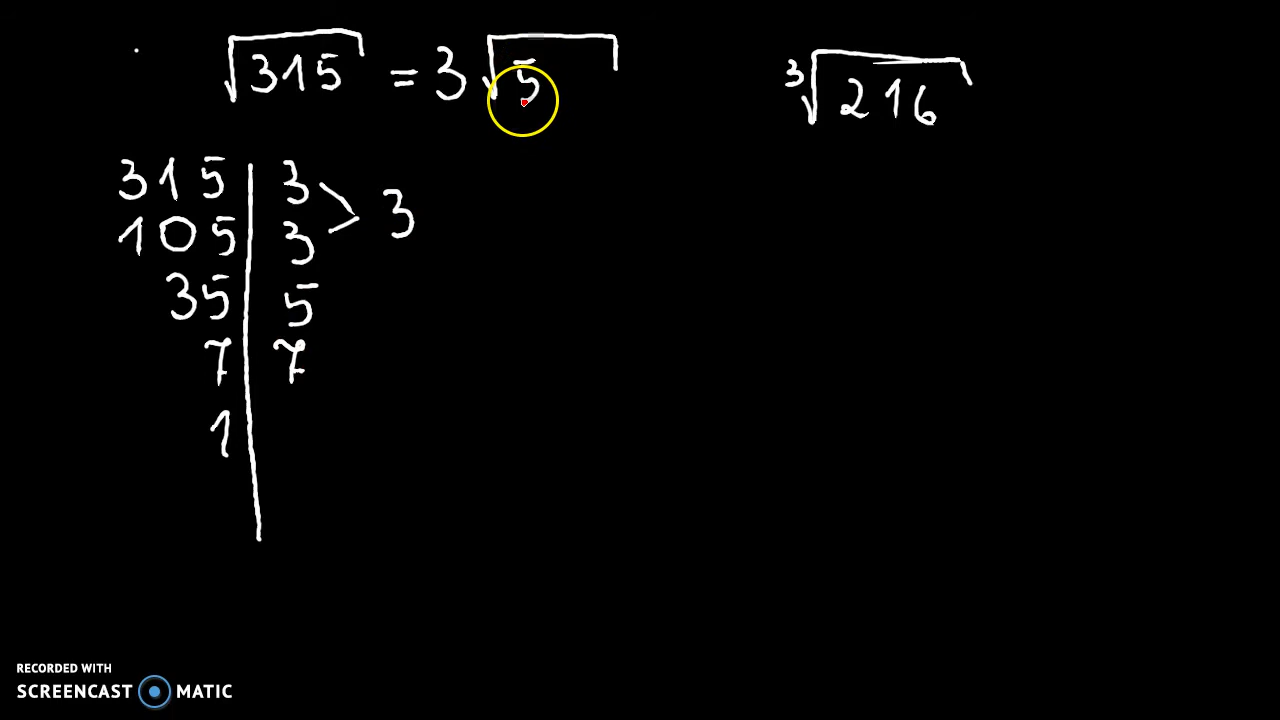 √315 = 3 √5
∛216
315 | 3
105 | 3 > 3
35 | 5
7 | 7
1
RECORDED WITH
SCREENCAST MATIC